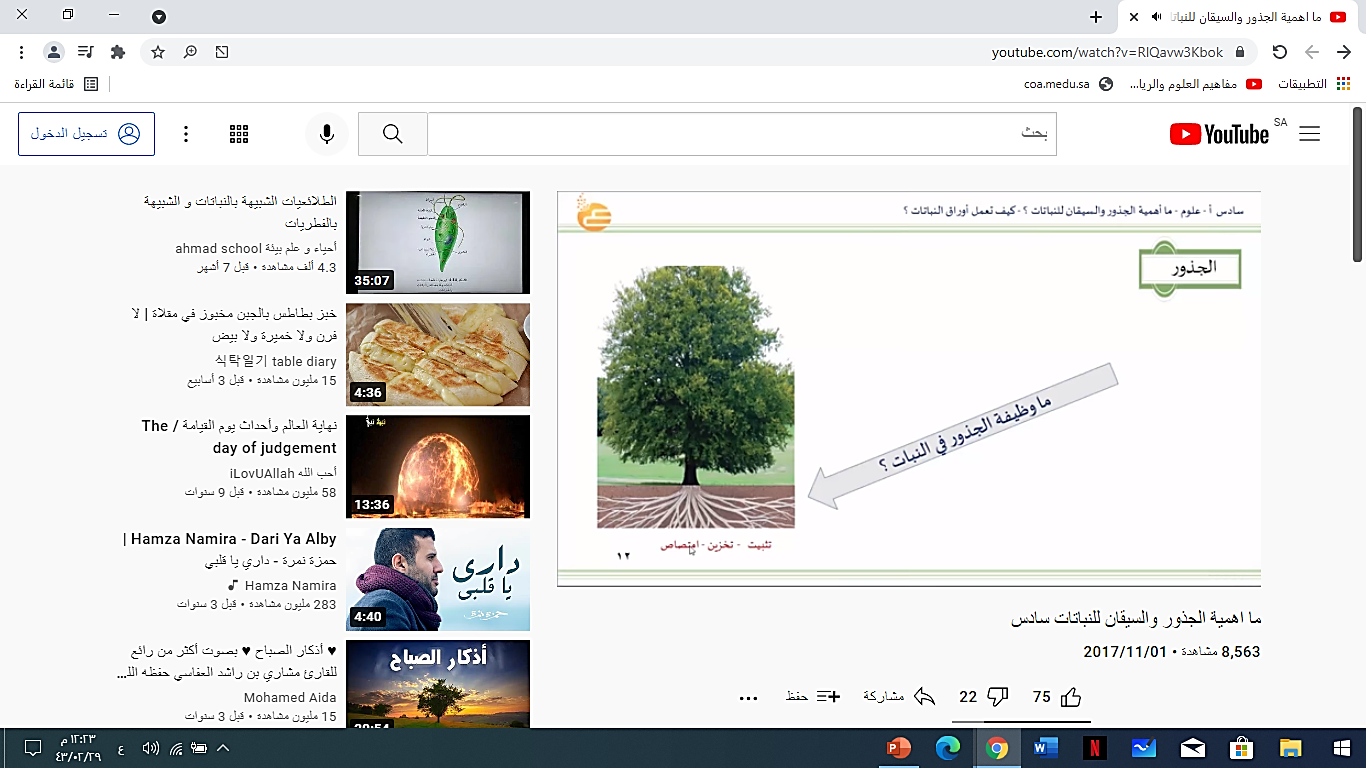 ما اهمية الجذور والسيقان للنباتا
youtube.com/watch?v=RlQavw3Kbok
التطبيقات
مفاهيم العلوم والريا...
coa.medu.sa
قائمة القراءة
YouTube SA
بحث
تسجيل الدخول
سادس أ - علوم - ما أهمية الجذور والسيقان للنباتات ؟ - كيف تعمل أوراق النباتات ؟
الجذور
ما وظيفة الجذور في النبات ؟
تثبيت - تخزين - امتصاص
١٢
ما اهمية الجذور والسيقان للنباتات سادس
8,563 مشاهدة • 2017/11/01
75
22
مشاركة
حفظ
35:07
الطلائعيات الشبيهة بالنباتات و الشبيهة
بالفطريات
أحياء و علم بيئة ahmad school
4.3 ألف مشاهدة • قبل 7 أشهر
4:36
خبز بطاطس بالجبن مخبوز في مقلاة | لا
فرن ولا خميرة ولا بيض
식탁일기 table diary
15 مليون مشاهدة • قبل 3 أسابيع
13:36
نهاية العالم وأحداث يوم القيامة / The
day of judgement
أحب الله iLovUAllah
58 مليون مشاهدة • قبل 9 سنوات
دارى
يا قلبى
4:40
Hamza Namira - Dari Ya Alby |
حمزة نمرة - داري يا قلبي
Hamza Namira
283 مليون مشاهدة • قبل 3 سنوات
أذكار الصباح
♥ أذكار الصباح ♥ بصوت أكثر من رائع
للقارئ مشاري بن راشد العفاسي حفظه الل...
Mohamed Aida
15 مليون مشاهدة • قبل 3 سنوات
ع
١٢:٢٣ م
٤٣/٠٢/٢٩